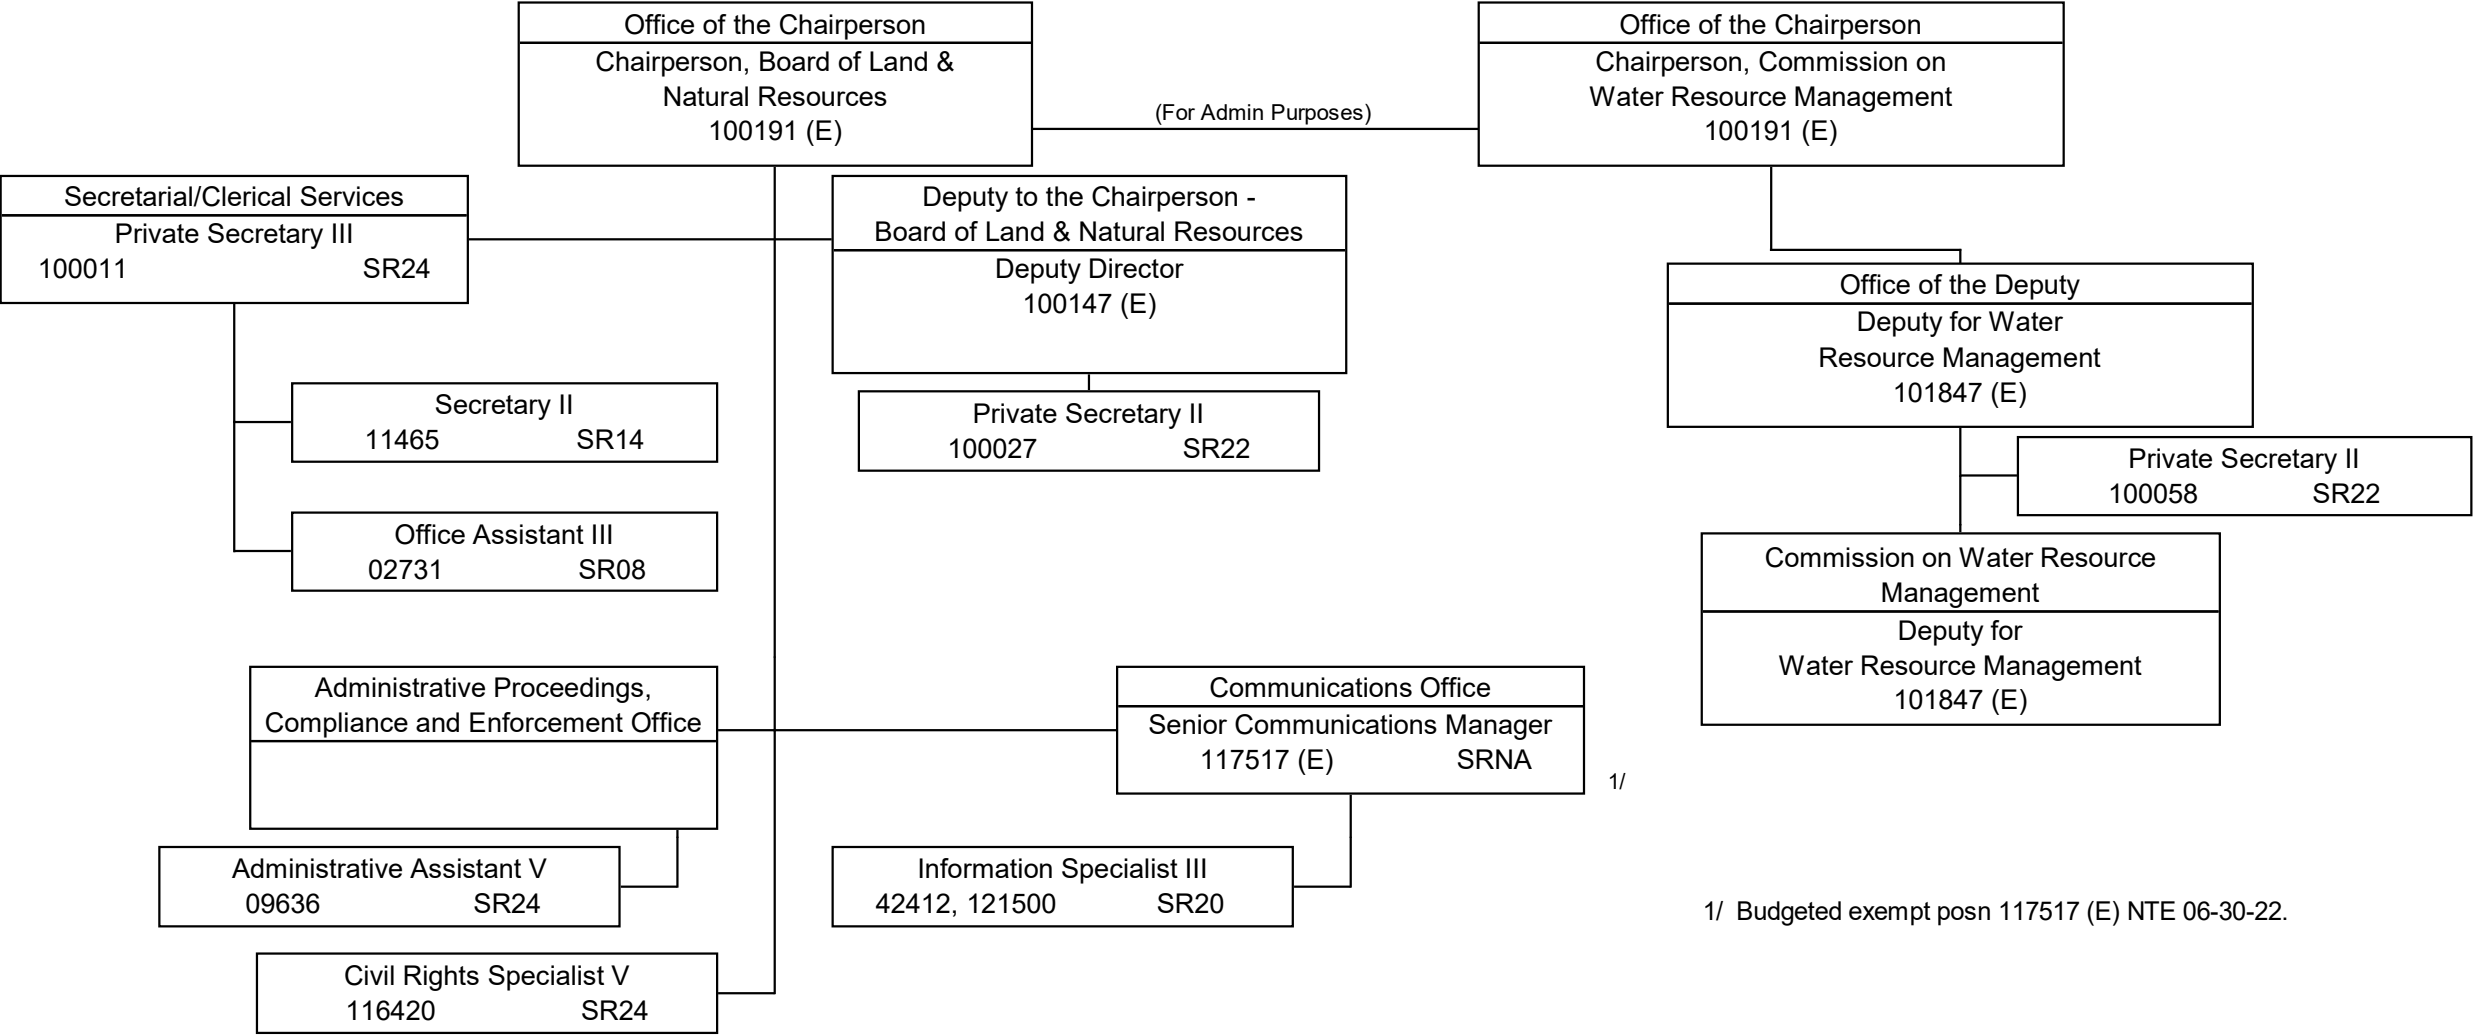 Office of the Chairperson
Chairperson, Board of Land &
Natural Resources
100191 (E)
(For Admin Purposes)
Office of the Chairperson
Chairperson, Commission on
Water Resource Management
100191 (E)
Secretarial/Clerical Services
Private Secretary III
100011 SR24
Deputy to the Chairperson -
Board of Land & Natural Resources
Deputy Director
100147 (E)
Office of the Deputy
Deputy for Water
Resource Management
101847 (E)
Secretary II
11465 SR14
Private Secretary II
100027 SR22
Private Secretary II
100058 SR22
Office Assistant III
02731 SR08
Commission on Water Resource
Management
Deputy for
Water Resource Management
101847 (E)
Administrative Proceedings,
Compliance and Enforcement Office
Communications Office
Senior Communications Manager
117517 (E) SRNA
1/
Administrative Assistant V
09636 SR24
Information Specialist III
42412, 121500 SR20
1/ Budgeted exempt posn 117517 (E) NTE 06-30-22.
Civil Rights Specialist V
116420 SR24